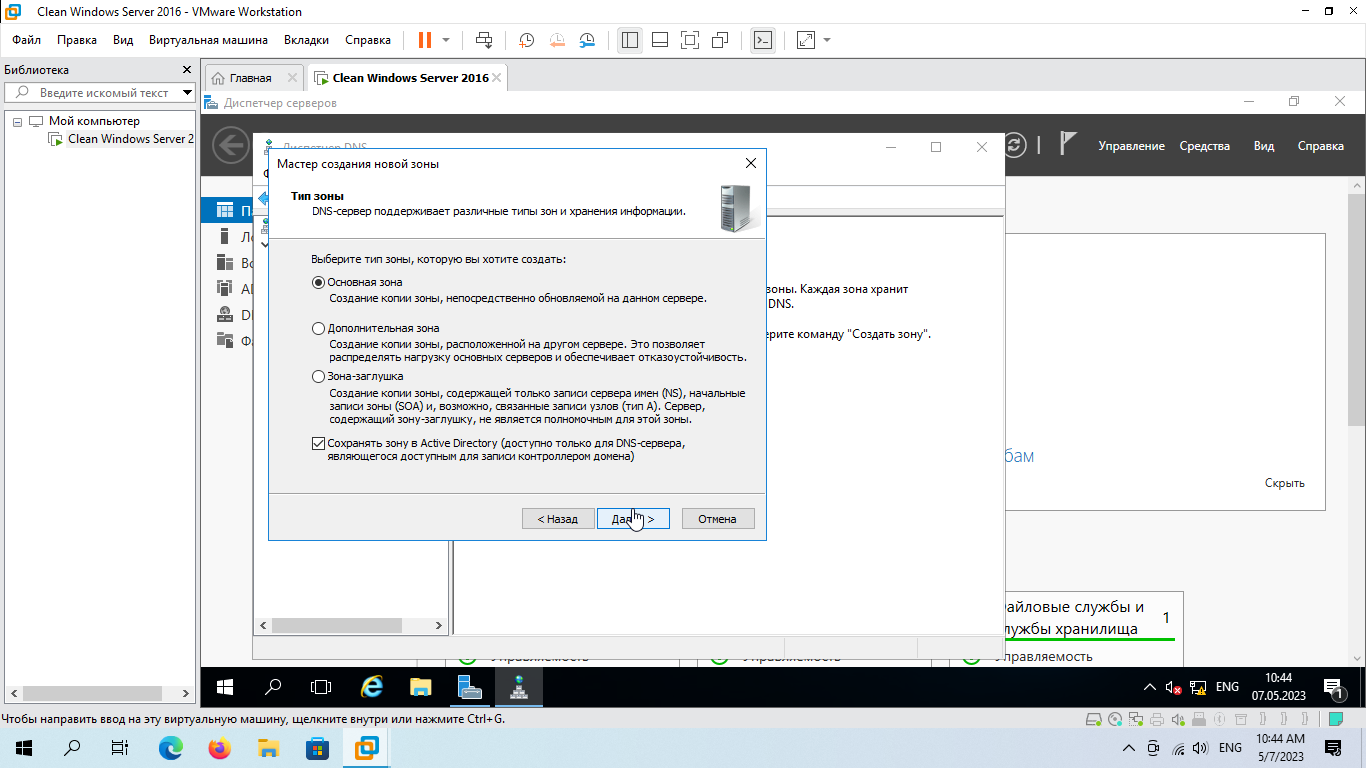 Clean Windows Server 2016 - VMware Workstation
Файл Правка Вид Виртуальная машина Вкладки Справка
Библиотека
Введите искомый текст
Мой компьютер
Clean Windows Server 2
Главная
Clean Windows Server 2016
Диспетчер серверов
Управление Средства Вид Справка
Диспетчер DNS
Мастер создания новой зоны
Тип зоны
DNS-сервер поддерживает различные типы зон и хранения информации.
Выберите тип зоны, которую вы хотите создать:
Основная зона
Создание копии зоны, непосредственно обновляемой на данном сервере.
Дополнительная зона
Создание копии зоны, расположенной на другом сервере. Это позволяет
распределять нагрузку основных серверов и обеспечивает отказоустойчивость.
Зона-заглушка
Создание копии зоны, содержащей только записи сервера имен (NS), начальные
записи зоны (SOA) и, возможно, связанные записи узлов (тип A). Сервер,
содержащий зону-заглушку, не является полномочным для этой зоны.
Сохранять зону в Active Directory (доступно только для DNS-сервера,
являющегося доступным для записи контроллером домена)
< Назад
Отмена
зоны. Каждая зона хранит
DNS.
ерите команду "Создать зону".
бам
Скрыть
айловые службы и
лужбы хранилища
1
Управляемость
Управляемость
Управляемость
ENG
10:44
07.05.2023
1
Чтобы направить ввод на эту виртуальную машину, щелкните внутри или нажмите Ctrl+G.
ENG
10:44 AM
5/7/2023